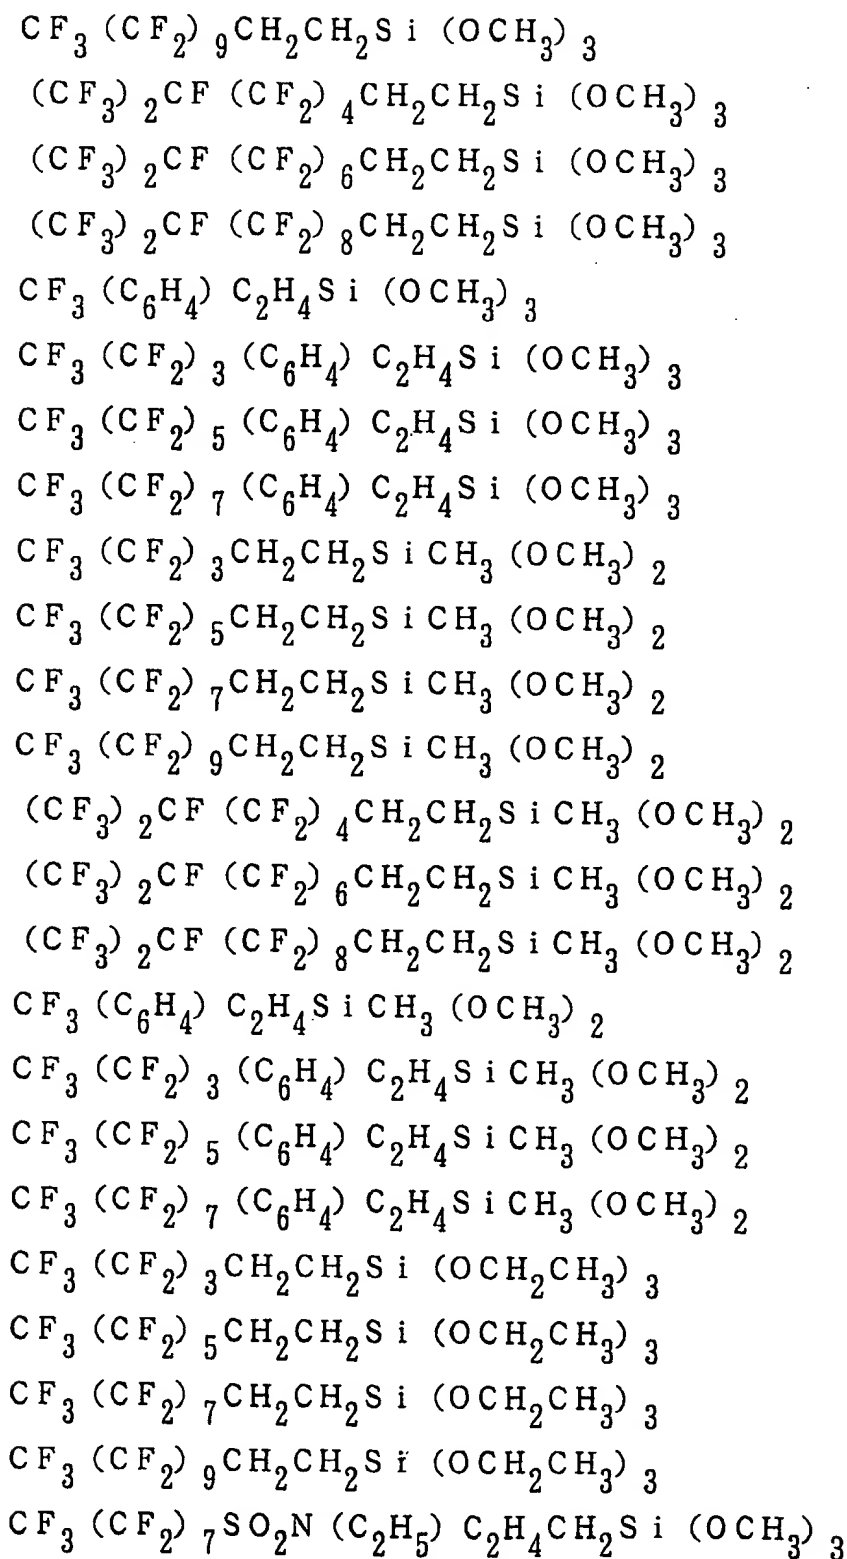 CF₃(CF₂)₉CH₂CH₂Si(OCH₃)₃
(CF₃)₂CF(CF₂)₄CH₂CH₂Si(OCH₃)₃
(CF₃)₂CF(CF₂)₆CH₂CH₂Si(OCH₃)₃
(CF₃)₂CF(CF₂)₈CH₂CH₂Si(OCH₃)₃
CF₃(C₆H₄)C₂H₄Si(OCH₃)₃
CF₃(CF₂)₃(C₆H₄)C₂H₄Si(OCH₃)₃
CF₃(CF₂)₅(C₆H₄)C₂H₄Si(OCH₃)₃
CF₃(CF₂)₇(C₆H₄)C₂H₄Si(OCH₃)₃
CF₃(CF₂)₃CH₂CH₂SiCH₃(OCH₃)₂
CF₃(CF₂)₅CH₂CH₂SiCH₃(OCH₃)₂
CF₃(CF₂)₇CH₂CH₂SiCH₃(OCH₃)₂
CF₃(CF₂)₉CH₂CH₂SiCH₃(OCH₃)₂
(CF₃)₂CF(CF₂)₄CH₂CH₂SiCH₃(OCH₃)₂
(CF₃)₂CF(CF₂)₆CH₂CH₂SiCH₃(OCH₃)₂
(CF₃)₂CF(CF₂)₈CH₂CH₂SiCH₃(OCH₃)₂
CF₃(C₆H₄)C₂H₄SiCH₃(OCH₃)₂
CF₃(CF₂)₃(C₆H₄)C₂H₄SiCH₃(OCH₃)₂
CF₃(CF₂)₅(C₆H₄)C₂H₄SiCH₃(OCH₃)₂
CF₃(CF₂)₇(C₆H₄)C₂H₄SiCH₃(OCH₃)₂
CF₃(CF₂)₃CH₂CH₂Si(OCH₂CH₃)₃
CF₃(CF₂)₅CH₂CH₂Si(OCH₂CH₃)₃
CF₃(CF₂)₇CH₂CH₂Si(OCH₂CH₃)₃
CF₃(CF₂)₉CH₂CH₂Si(OCH₂CH₃)₃
CF₃(CF₂)₇SO₂N(C₂H₅)C₂H₄CH₂Si(OCH₃)₃